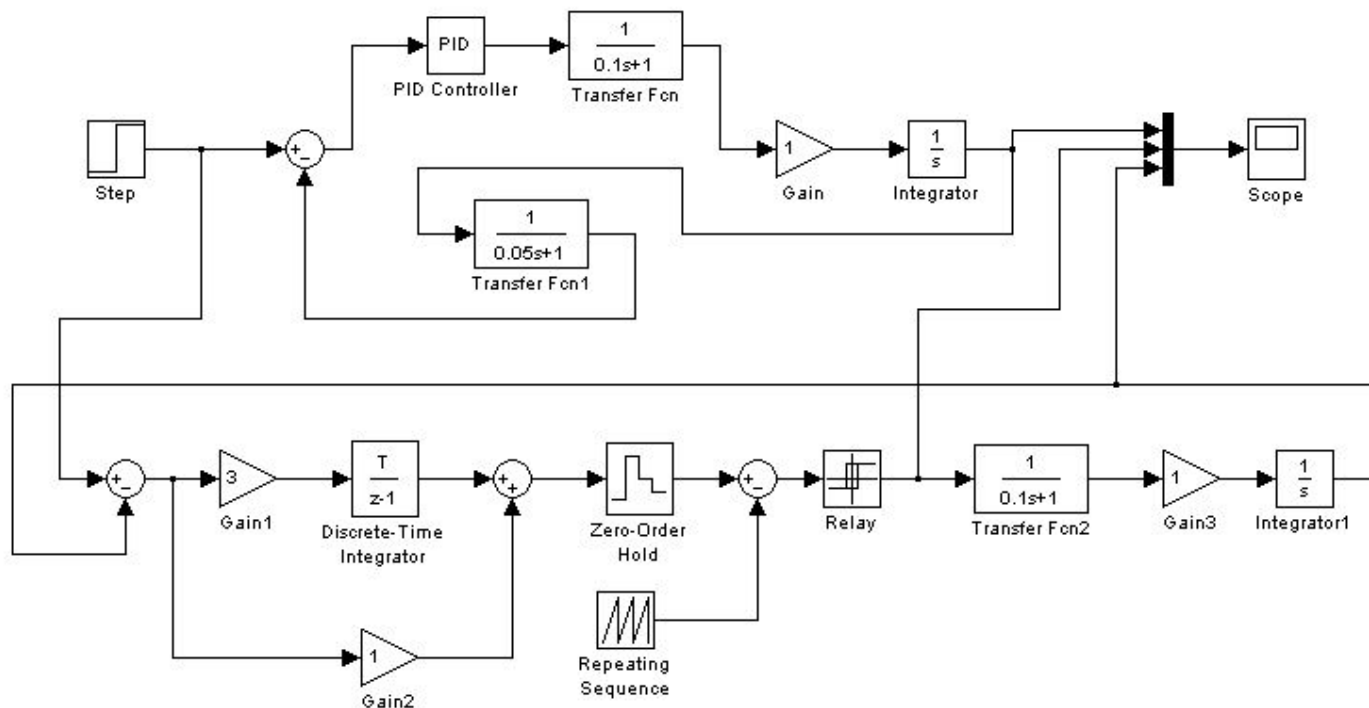 PID
PID Controller
1
0.1s+1
Transfer Fcn
Step
+
−
1
Gain
1
s
Integrator
Scope
1
0.05s+1
Transfer Fcn1
+
−
3
Gain1
T
z-1
Discrete-Time
Integrator
+
+
Zero-Order
Hold
+
−
Relay
1
0.1s+1
Transfer Fcn2
1
Gain3
1
s
Integrator1
1
Gain2
Repeating
Sequence